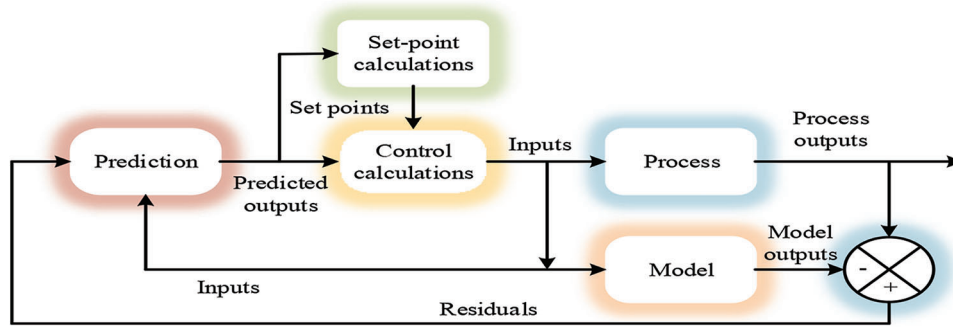 Set-point
calculations
Set points
Prediction
Predicted
outputs
Control
calculations
Inputs
Process
Process
outputs
Inputs
Model
Model
outputs
-
+
Residuals